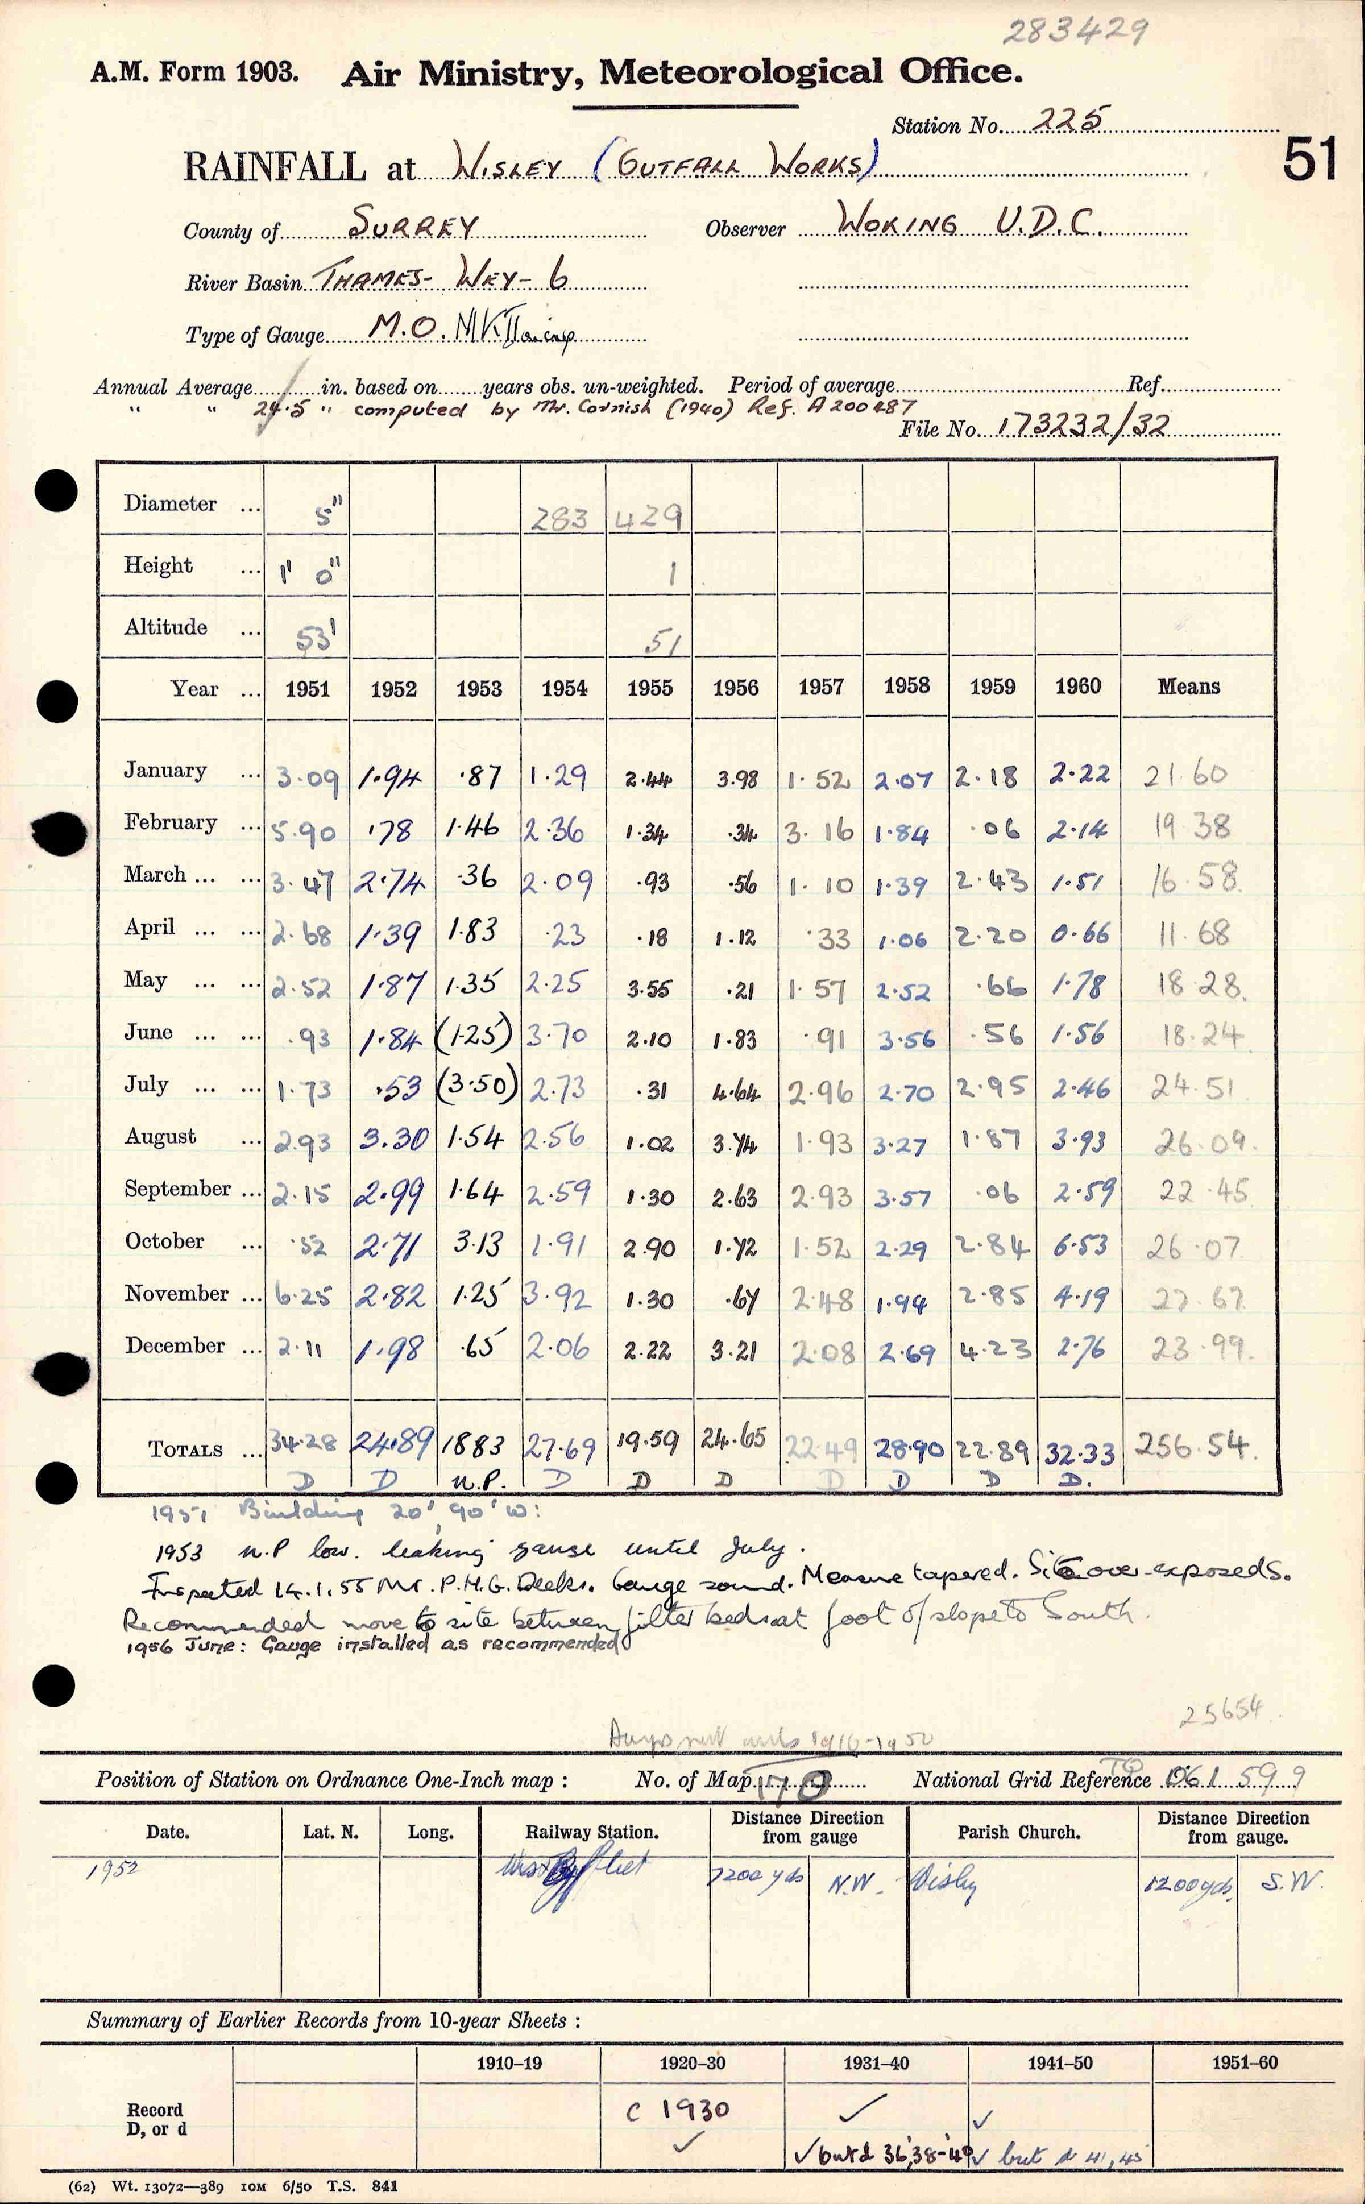 283429
A.M. Form 1903. Air Ministry, Meteorological Office.
Station No. 225
51
RAINFALL at WISLEY (OUTFALL WORKS)
County of SURREY Observer WOKING U.D.C.
River Basin THAMES- WEY- 6
Type of Gauge M.O. MKII
Annual Average in. based on years obs. un-weighted. Period of average Ref.
" " 24.5 " computed by Mr. Cornish (1940) Ref. A200487
File No. 173232/32
Diameter ... 5" 283 429
Height ... 1' 0" 1
Altitude ... 53' 51
Year ... 1951 1952 1953 1954 1955 1956 1957 1958 1959 1960 Means
January ... 3.09 1.94 .87 1.29 2.44 3.98 1.52 2.07 2.18 2.22 21.60
February ... 5.90 .78 1.46 2.36 1.34 .34 3.16 1.84 .06 2.14 19.38
March ... ... 3.47 2.74 .36 2.09 .93 .56 1.10 1.39 2.43 1.51 16.58
April ... ... 2.68 1.39 1.83 .23 .18 1.12 .33 1.06 2.20 0.66 11.68
May ... ... 2.52 1.87 1.35 2.25 3.55 .21 1.57 2.52 .66 1.78 18.28
June ... ... .93 1.84 (1.25) 3.70 2.10 1.83 .91 3.56 .56 1.56 18.24
July ... ... 1.73 .53 (3.50) 2.73 .31 4.64 2.96 2.70 2.95 2.46 24.51
August ... 2.93 3.30 1.54 2.56 1.02 3.74 1.93 3.27 1.87 3.93 26.09
September ... 2.15 2.99 1.64 2.59 1.30 2.63 2.93 3.57 .06 2.59 22.45
October ... .52 2.71 3.13 1.91 2.90 1.72 1.52 2.29 2.84 6.53 26.07
November ... 6.25 2.82 1.25 3.92 1.30 .67 2.48 1.94 2.85 4.19 27.67
December ... 2.11 1.98 .65 2.06 2.22 3.21 2.08 2.69 4.23 2.76 23.99
TOTALS ... 34.28 24.89 18.83 27.69 19.59 24.65 22.49 28.90 22.89 32.33 256.54
D D N.P. D D D D D D D.
1951 Building 20', 90' W:
1953 N.P low. leaking gauge until July.
Inspected 14.1.55 Mr. P.H.G. Deeks. Gauge sound. Measure tapered. Site over-exposed S.
Recommended move to site between filter beds at foot of slope to South.
1956 June: Gauge installed as recommended
25654
1916-1950
Position of Station on Ordnance One-Inch map : No. of Map 170 National Grid Reference TQ 061 599
Date. Lat. N. Long. Railway Station. Distance from gauge Direction Parish Church. Distance Direction from gauge.
1952 West Byfleet 7200 yds N.W. Wisley 1200 yds. S.W.
Summary of Earlier Records from 10-year Sheets :
1910–19 1920–30 1931–40 1941–50 1951–60
Record D, or d c 1930 ✓ ✓ ✓
✓ but d 36, 38-40 ✓ but N 41, 45
(62) Wt. 13072—389 10M 6/50 T.S. 841